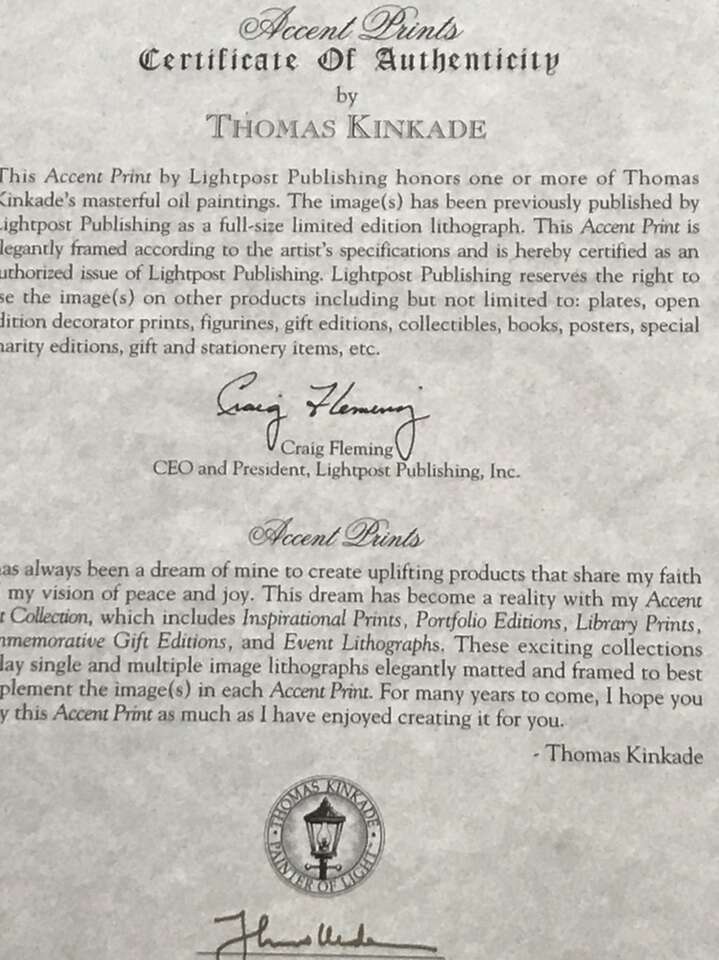 Accent Prints
Certificate Of Authenticity
by
THOMAS KINKADE
This Accent Print by Lightpost Publishing honors one or more of Thomas
Kinkade's masterful oil paintings. The image(s) has been previously published by
Lightpost Publishing as a full-size limited edition lithograph. This Accent Print is
legantly framed according to the artist's specifications and is hereby certified as an
uthorized issue of Lightpost Publishing. Lightpost Publishing reserves the right to
se the image(s) on other products including but not limited to: plates, open
dition decorator prints, figurines, gift editions, collectibles, books, posters, special
harity editions, gift and stationery items, etc.
Craig Fleming
Craig Fleming
CEO and President, Lightpost Publishing, Inc.
Accent Prints
as always been a dream of mine to create uplifting products that share my faith
my vision of peace and joy. This dream has become a reality with my Accent
t Collection, which includes Inspirational Prints, Portfolio Editions, Library Prints,
mmemorative Gift Editions, and Event Lithographs. These exciting collections
lay single and multiple image lithographs elegantly matted and framed to best
plement the image(s) in each Accent Print. For many years to come, I hope you
y this Accent Print as much as I have enjoyed creating it for you.
- Thomas Kinkade
THOMAS KINKADE
PAINTER OF LIGHT